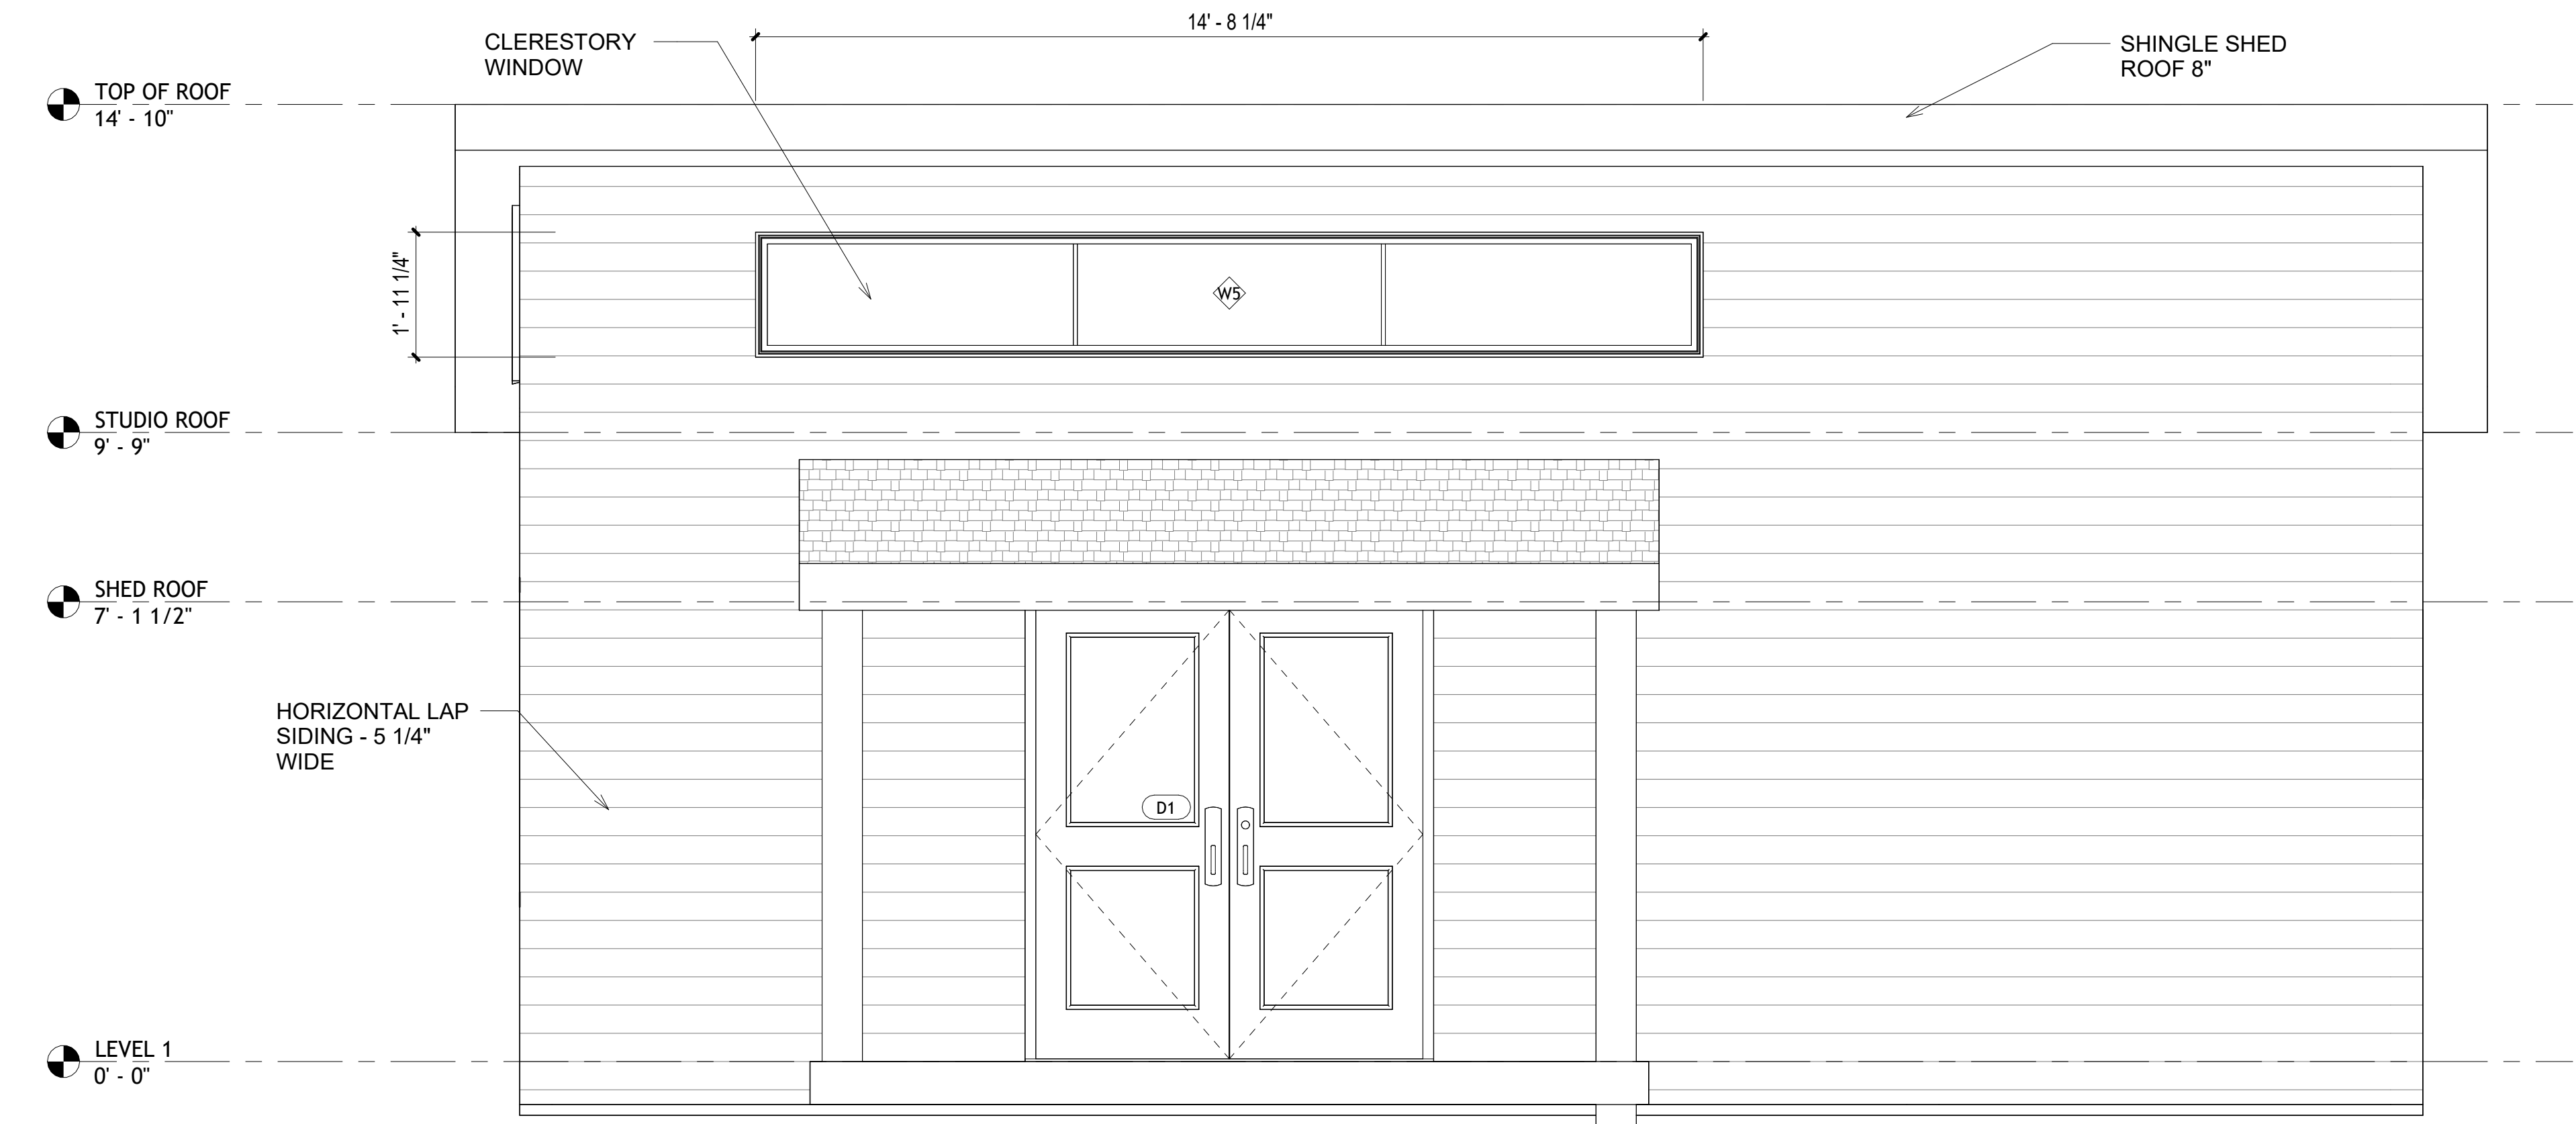 14' - 8 1/4"
CLERESTORY
WINDOW
SHINGLE SHED
ROOF 8"
TOP OF ROOF
14' - 10"
1' - 11 1/4"
W5
STUDIO ROOF
9' - 9"
SHED ROOF
7' - 1 1/2"
HORIZONTAL LAP
SIDING - 5 1/4"
WIDE
D1
LEVEL 1
0' - 0"